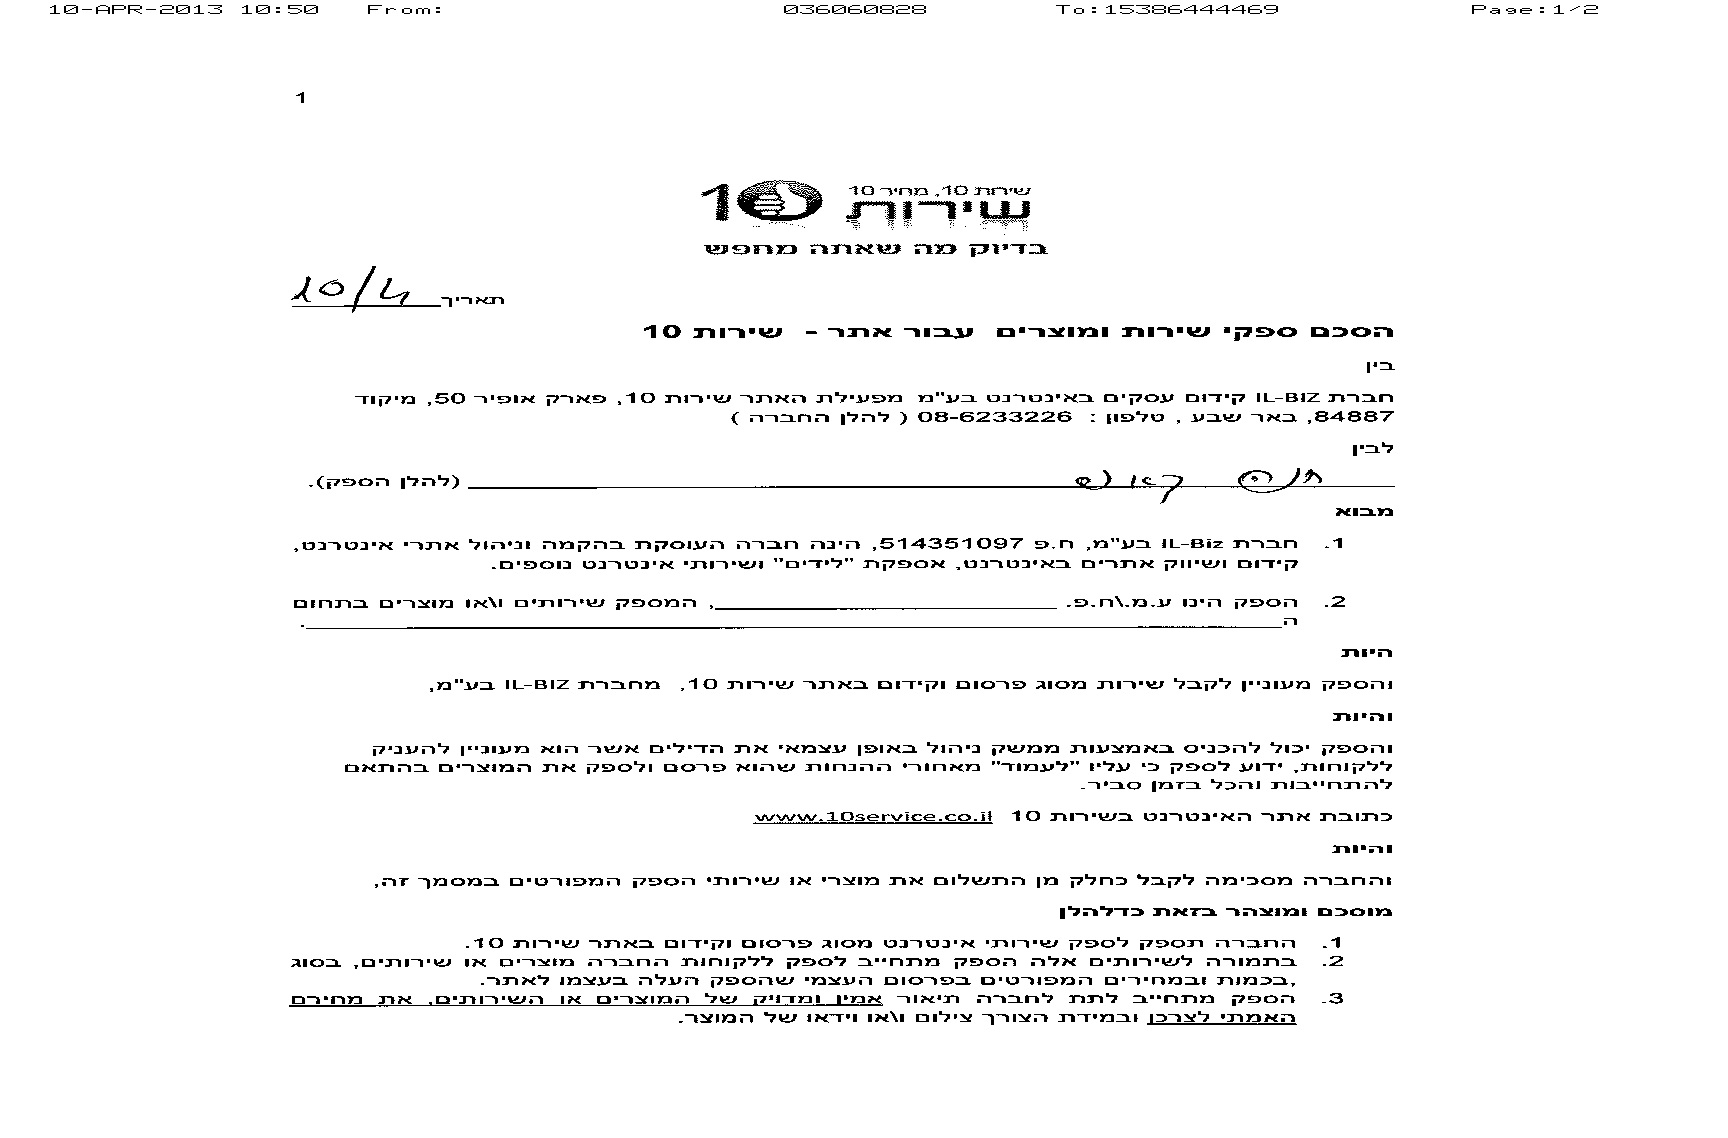 10-APR-2013 10:50 From: 036060828 To:15386444469 Page:1/2
1
10 שירות 10, מחיר 10
שירות
בדיוק מה שאתה מחפש
תאריך 10/4
הסכם ספקי שירות ומוצרים עבור אתר - שירות 10
בין
חברת IL-BIZ קידום עסקים באינטרנט בע"מ מפעילת האתר שירות 10, פארק אופיר 50, מיקוד
84887, באר שבע , טלפון : 08-6233226 ( להלן החברה )
לבין
(להלן הספק).
מבוא
1. חברת IL-Biz בע"מ, ח.פ 514351097, הינה חברה העוסקת בהקמה וניהול אתרי אינטרנט,
קידום ושיווק אתרים באינטרנט, אספקת "לידים" ושירותי אינטרנט נוספים.
2. הספק הינו ע.מ.\ח.פ. ____________, המספק שירותים ו\או מוצרים בתחום
ה____________.
היות
והספק מעוניין לקבל שירות מסוג פרסום וקידום באתר שירות 10, מחברת IL-BIZ בע"מ,
והיות
והספק יכול להכניס באמצעות ממשק ניהול באופן עצמאי את הדילים אשר הוא מעוניין להעניק
ללקוחות, ידוע לספק כי עליו "לעמוד" מאחורי ההנחות שהוא פרסם ולספק את המוצרים בהתאם
להתחייבות והכל בזמן סביר.
כתובת אתר האינטרנט בשירות 10 www.10service.co.il
והיות
והחברה מסכימה לקבל כחלק מן התשלום את מוצרי או שירותי הספק המפורטים במסמך זה,
מוסכם ומוצהר בזאת כדלהלן
1. החברה תספק לספק שירותי אינטרנט מסוג פרסום וקידום באתר שירות 10.
2. בתמורה לשירותים אלה הספק מתחייב לספק ללקוחות החברה מוצרים או שירותים, בסוג
,בכמות ובמחירים המפורטים בפרסום העצמי שהספק העלה בעצמו לאתר.
3. הספק מתחייב לתת לחברה תיאור אמין ומדויק של המוצרים או השירותים, את מחירם
האמתי לצרכן ובמידת הצורך צילום ו\או וידאו של המוצר.